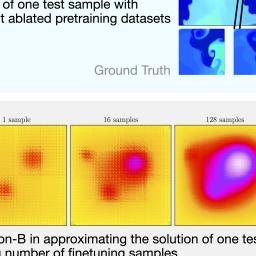 of one test sample with
t ablated pretraining datasets
Ground Truth
1 sample
16 samples
128 samples
on-B in approximating the solution of one tes
number of finetuning samples